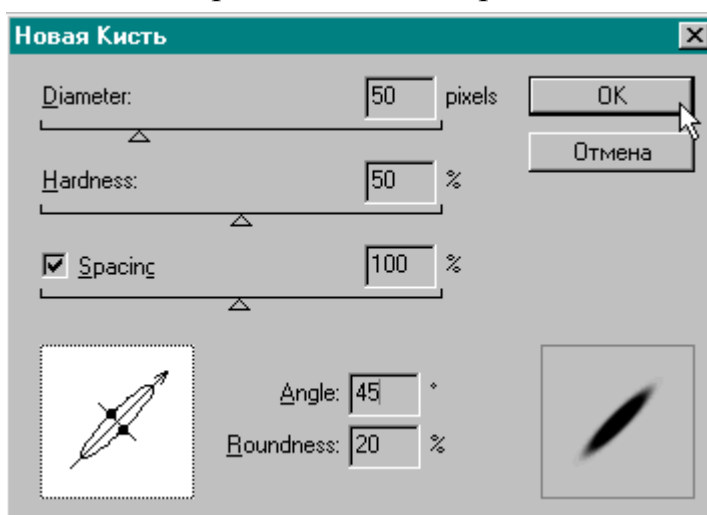 Новая Кисть
Diameter: 50 pixels
OK
Отмена
Hardness: 50 %
Spacing 100 %
Angle: 45 °
Roundness: 20 %